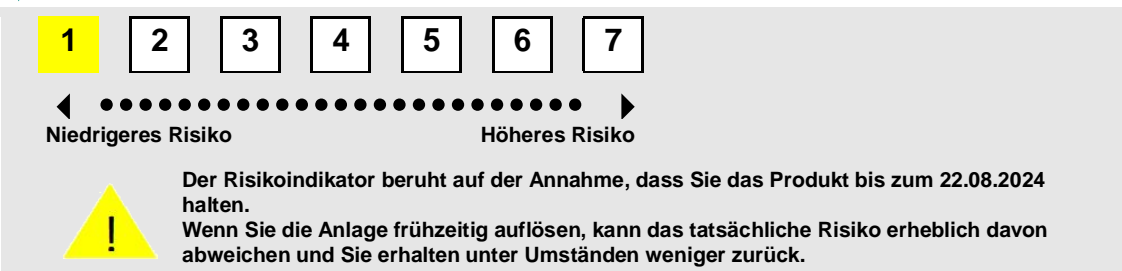 1 2 3 4 5 6 7
Niedrigeres Risiko Höheres Risiko
Der Risikoindikator beruht auf der Annahme, dass Sie das Produkt bis zum 22.08.2024
halten.
Wenn Sie die Anlage frühzeitig auflösen, kann das tatsächliche Risiko erheblich davon
abweichen und Sie erhalten unter Umständen weniger zurück.
!